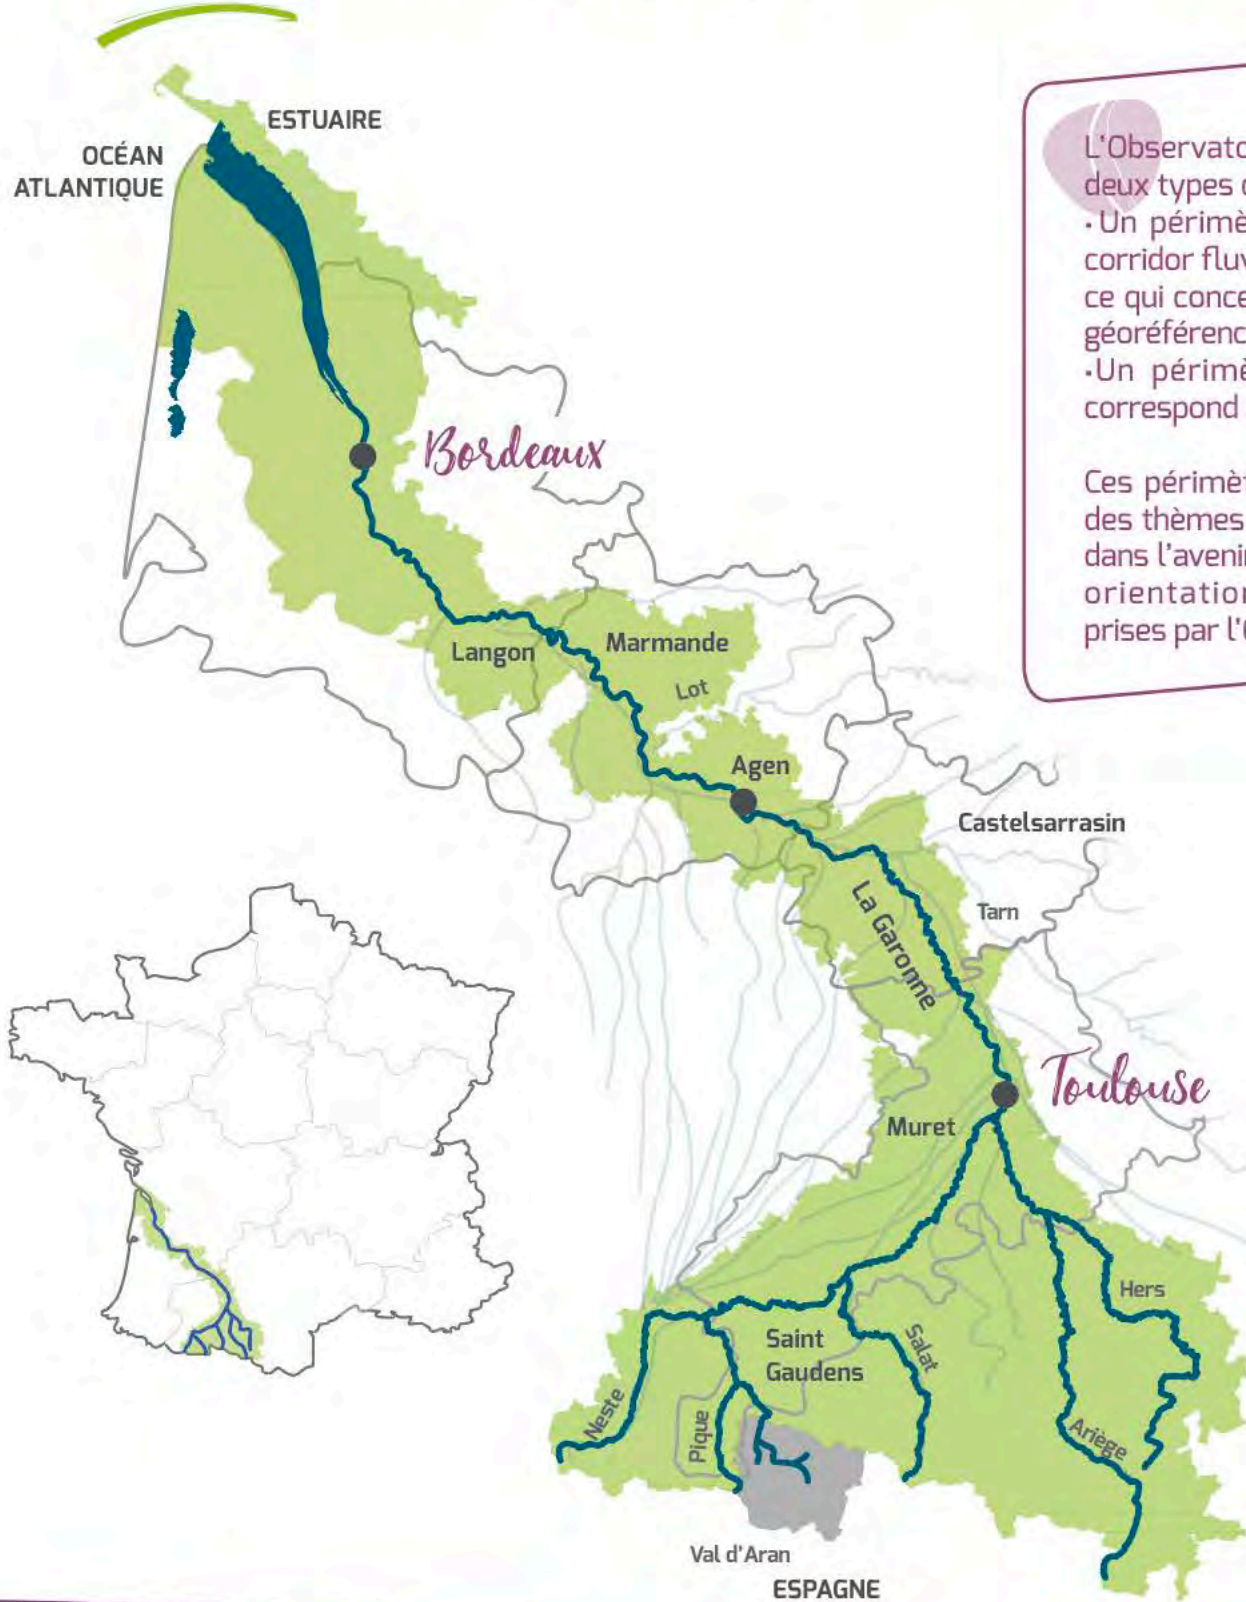 ESTUAIRE
OCÉAN
ATLANTIQUE
Bordeaux
Langon
Marmande
Lot
Agen
Castelsarrasin
Tarn
La Garonne
Toulouse
Muret
Hers
Saint
Gaudens
Salat
Neste
Pique
Ariège
Val d'Aran
ESPAGNE
L'Observato
deux types
• Un périmè
corridor fluv
ce qui conce
géoréférenc
•Un périmè
correspond
Ces périmèt
des thèmes
dans l'avenir
orientation
prises par l'